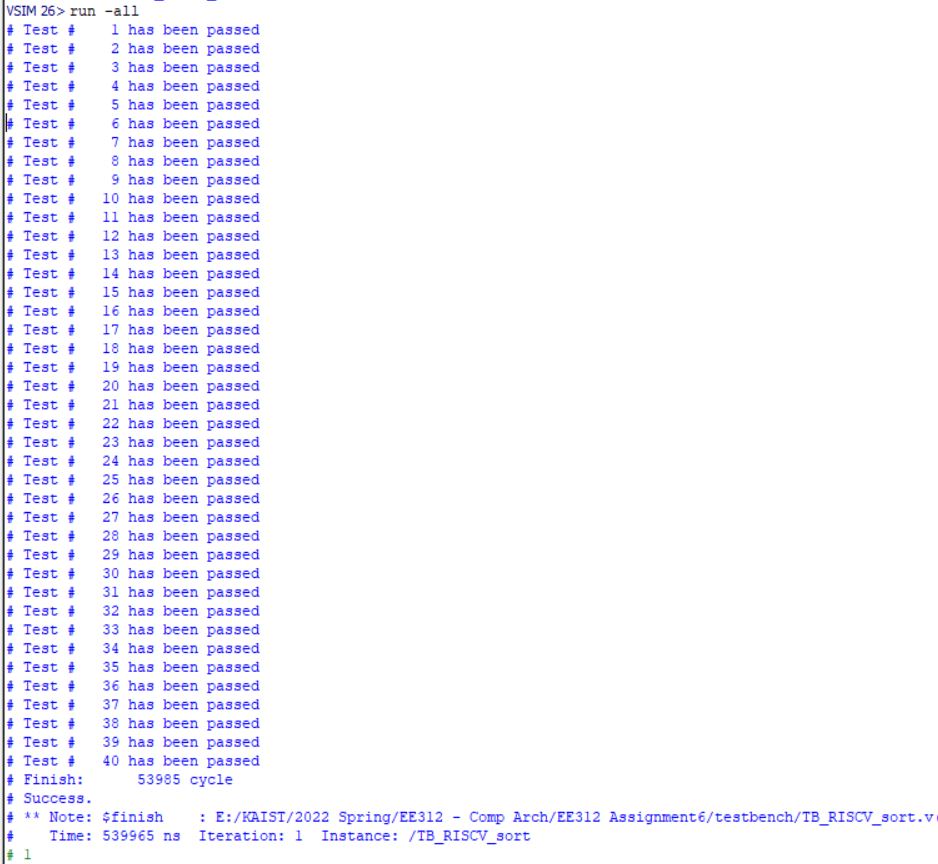 VSIM 26> run -all
# Test #    1 has been passed
# Test #    2 has been passed
# Test #    3 has been passed
# Test #    4 has been passed
# Test #    5 has been passed
# Test #    6 has been passed
# Test #    7 has been passed
# Test #    8 has been passed
# Test #    9 has been passed
# Test #   10 has been passed
# Test #   11 has been passed
# Test #   12 has been passed
# Test #   13 has been passed
# Test #   14 has been passed
# Test #   15 has been passed
# Test #   16 has been passed
# Test #   17 has been passed
# Test #   18 has been passed
# Test #   19 has been passed
# Test #   20 has been passed
# Test #   21 has been passed
# Test #   22 has been passed
# Test #   23 has been passed
# Test #   24 has been passed
# Test #   25 has been passed
# Test #   26 has been passed
# Test #   27 has been passed
# Test #   28 has been passed
# Test #   29 has been passed
# Test #   30 has been passed
# Test #   31 has been passed
# Test #   32 has been passed
# Test #   33 has been passed
# Test #   34 has been passed
# Test #   35 has been passed
# Test #   36 has been passed
# Test #   37 has been passed
# Test #   38 has been passed
# Test #   39 has been passed
# Test #   40 has been passed
# Finish:      53985 cycle
# Success.
# ** Note: $finish    : E:/KAIST/2022 Spring/EE312 - Comp Arch/EE312 Assignment6/testbench/TB_RISCV_sort.v
#    Time: 539965 ns  Iteration: 1  Instance: /TB_RISCV_sort
# 1